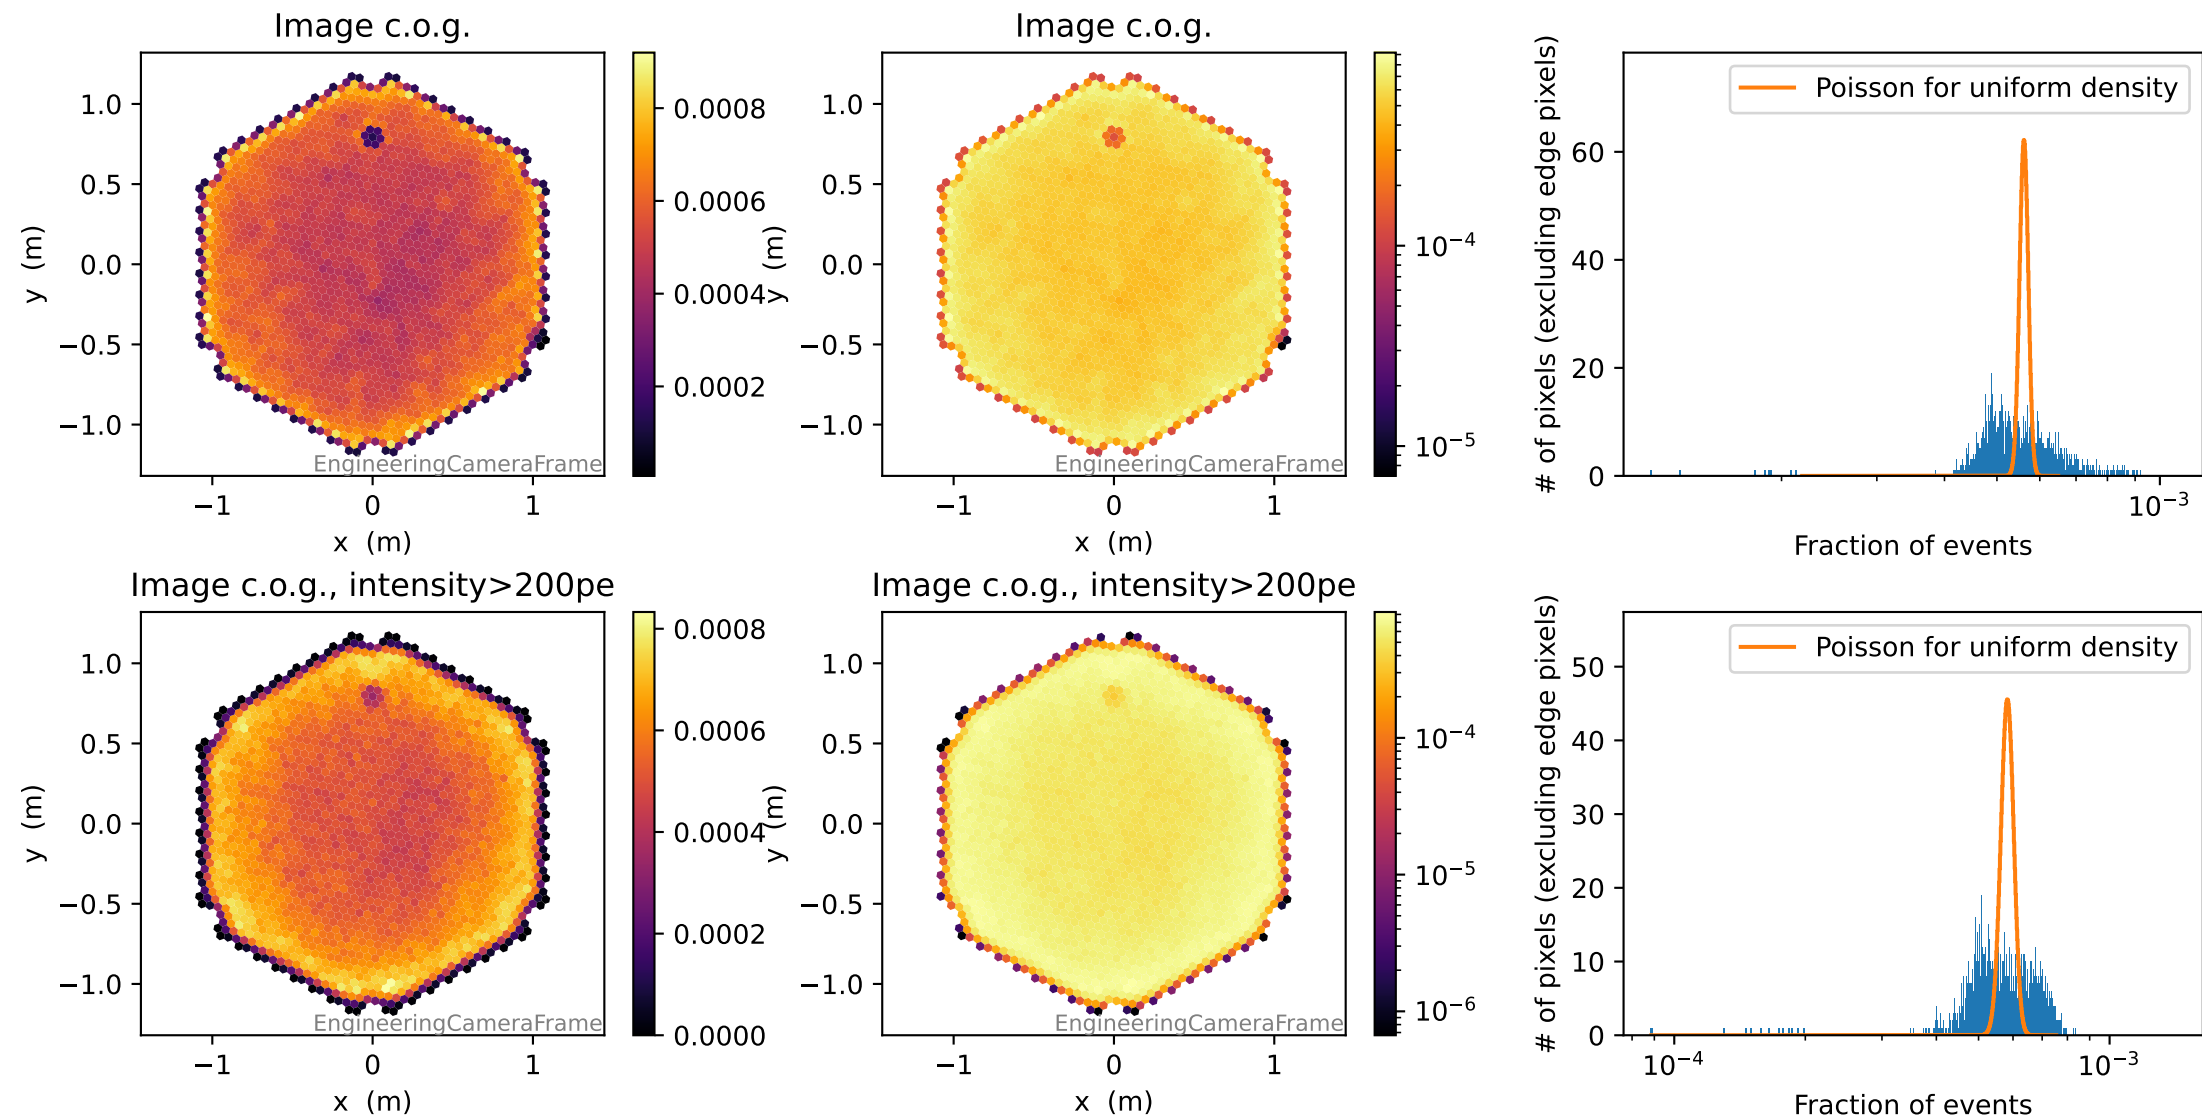 Image c.o.g.
1.0
0.5
0.0
−0.5
−1.0
y (m)
−1
0
1
x (m)
EngineeringCameraFrame
0.0008
0.0006
0.0004
0.0002
Image c.o.g.
1.0
0.5
0.0
−0.5
−1.0
y (m)
−1
0
1
x (m)
EngineeringCameraFrame
10−4
10−5
Poisson for uniform density
# of pixels (excluding edge pixels)
60
40
20
0
10−3
Fraction of events
Image c.o.g., intensity>200pe
1.0
0.5
0.0
−0.5
−1.0
y (m)
−1
0
1
x (m)
EngineeringCameraFrame
0.0008
0.0006
0.0004
0.0002
0.0000
Image c.o.g., intensity>200pe
1.0
0.5
0.0
−0.5
−1.0
y (m)
−1
0
1
x (m)
EngineeringCameraFrame
10−4
10−5
10−6
Poisson for uniform density
# of pixels (excluding edge pixels)
50
40
30
20
10
0
10−4
10−3
Fraction of events